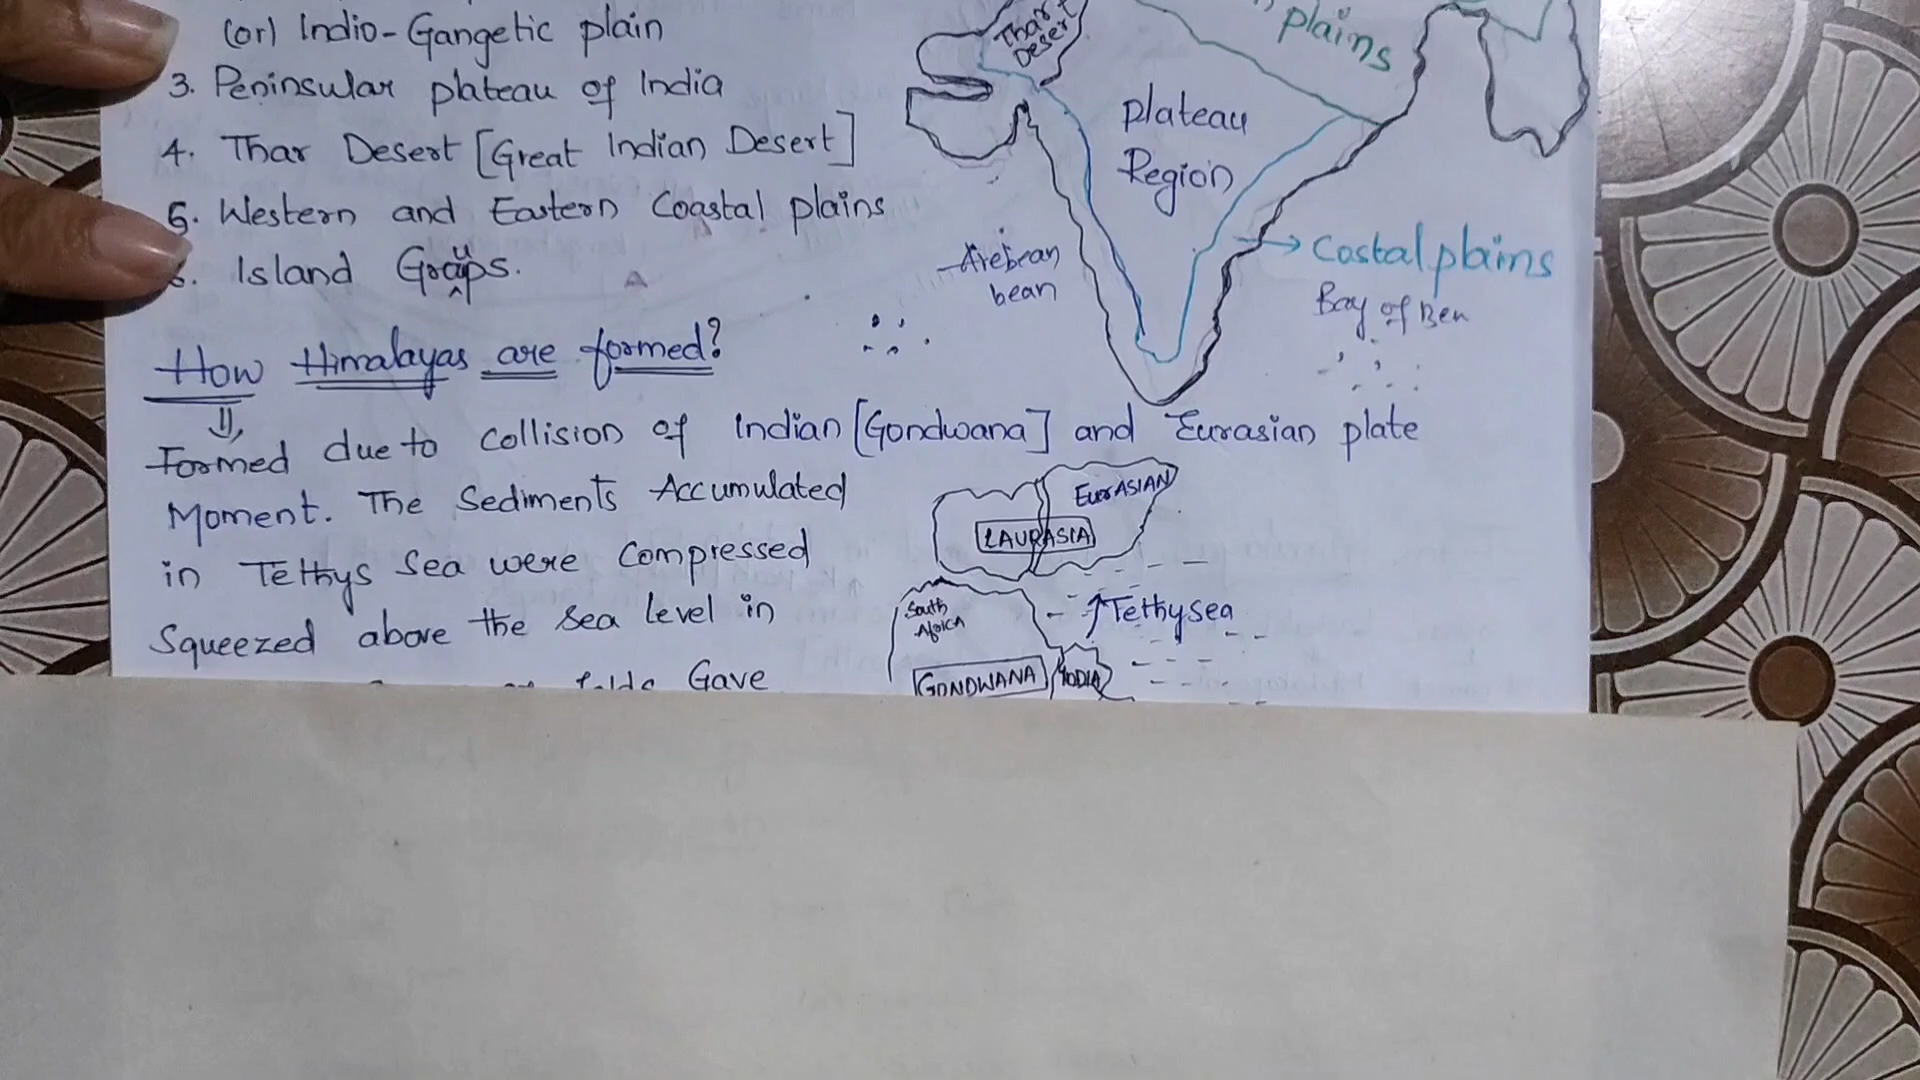 (or) Indio-Gangetic plain
3. Peninsular plateau of India
4. Thar Desert [Great Indian Desert]
5. Western and Eastern Coastal plains
6. Island Groups.
Thar
Desert
plains
Plateau
Region
Arebean
bean
Costal plains
Bay of Ben
How Himalayas are formed?
Formed due to collision of Indian [Gondwana] and Eurasian plate
Moment. The Sediments Accumulated
in Tethys Sea were compressed
Squeezed above the sea level in
folds Gave
EurASIAN
LAURASIA
South
Africa
Tethysea
GONDWANA
INDIA